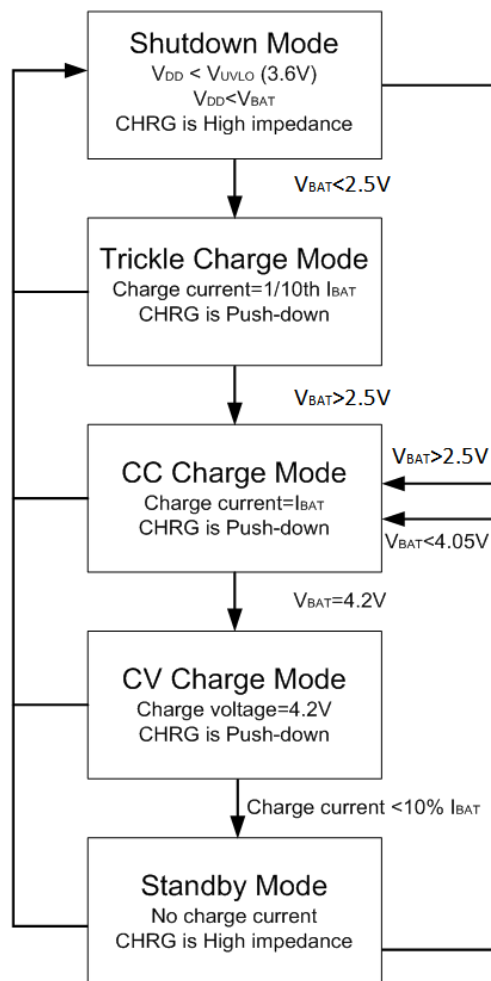 Shutdown Mode
VDD < VUVLO (3.6V)
VDD<VBAT
CHRG is High impedance
VBAT<2.5V
Trickle Charge Mode
Charge current=1/10th IBAT
CHRG is Push-down
VBAT>2.5V
CC Charge Mode
Charge current=IBAT
CHRG is Push-down
VBAT>2.5V
VBAT<4.05V
VBAT=4.2V
CV Charge Mode
Charge voltage=4.2V
CHRG is Push-down
Charge current <10% IBAT
Standby Mode
No charge current
CHRG is High impedance